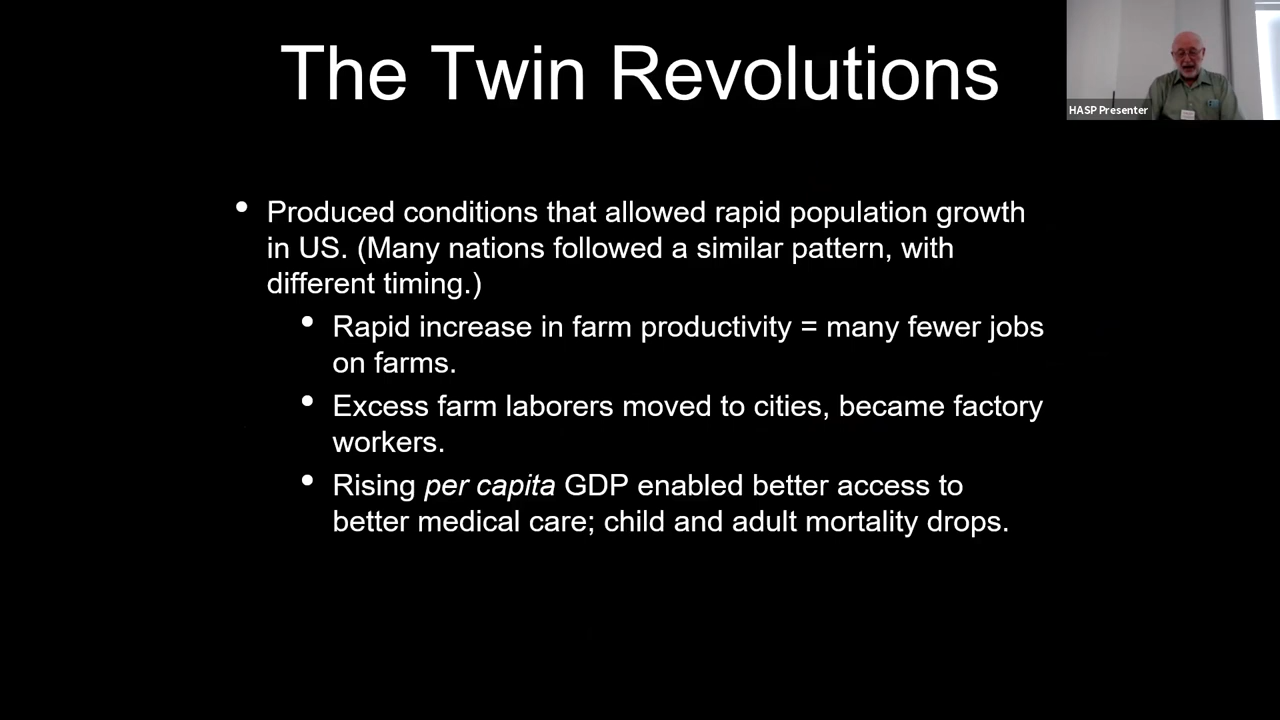 The Twin Revolutions
HASP Presenter
• Produced conditions that allowed rapid population growth
in US. (Many nations followed a similar pattern, with
different timing.)
• Rapid increase in farm productivity = many fewer jobs
on farms.
• Excess farm laborers moved to cities, became factory
workers.
• Rising per capita GDP enabled better access to
better medical care; child and adult mortality drops.